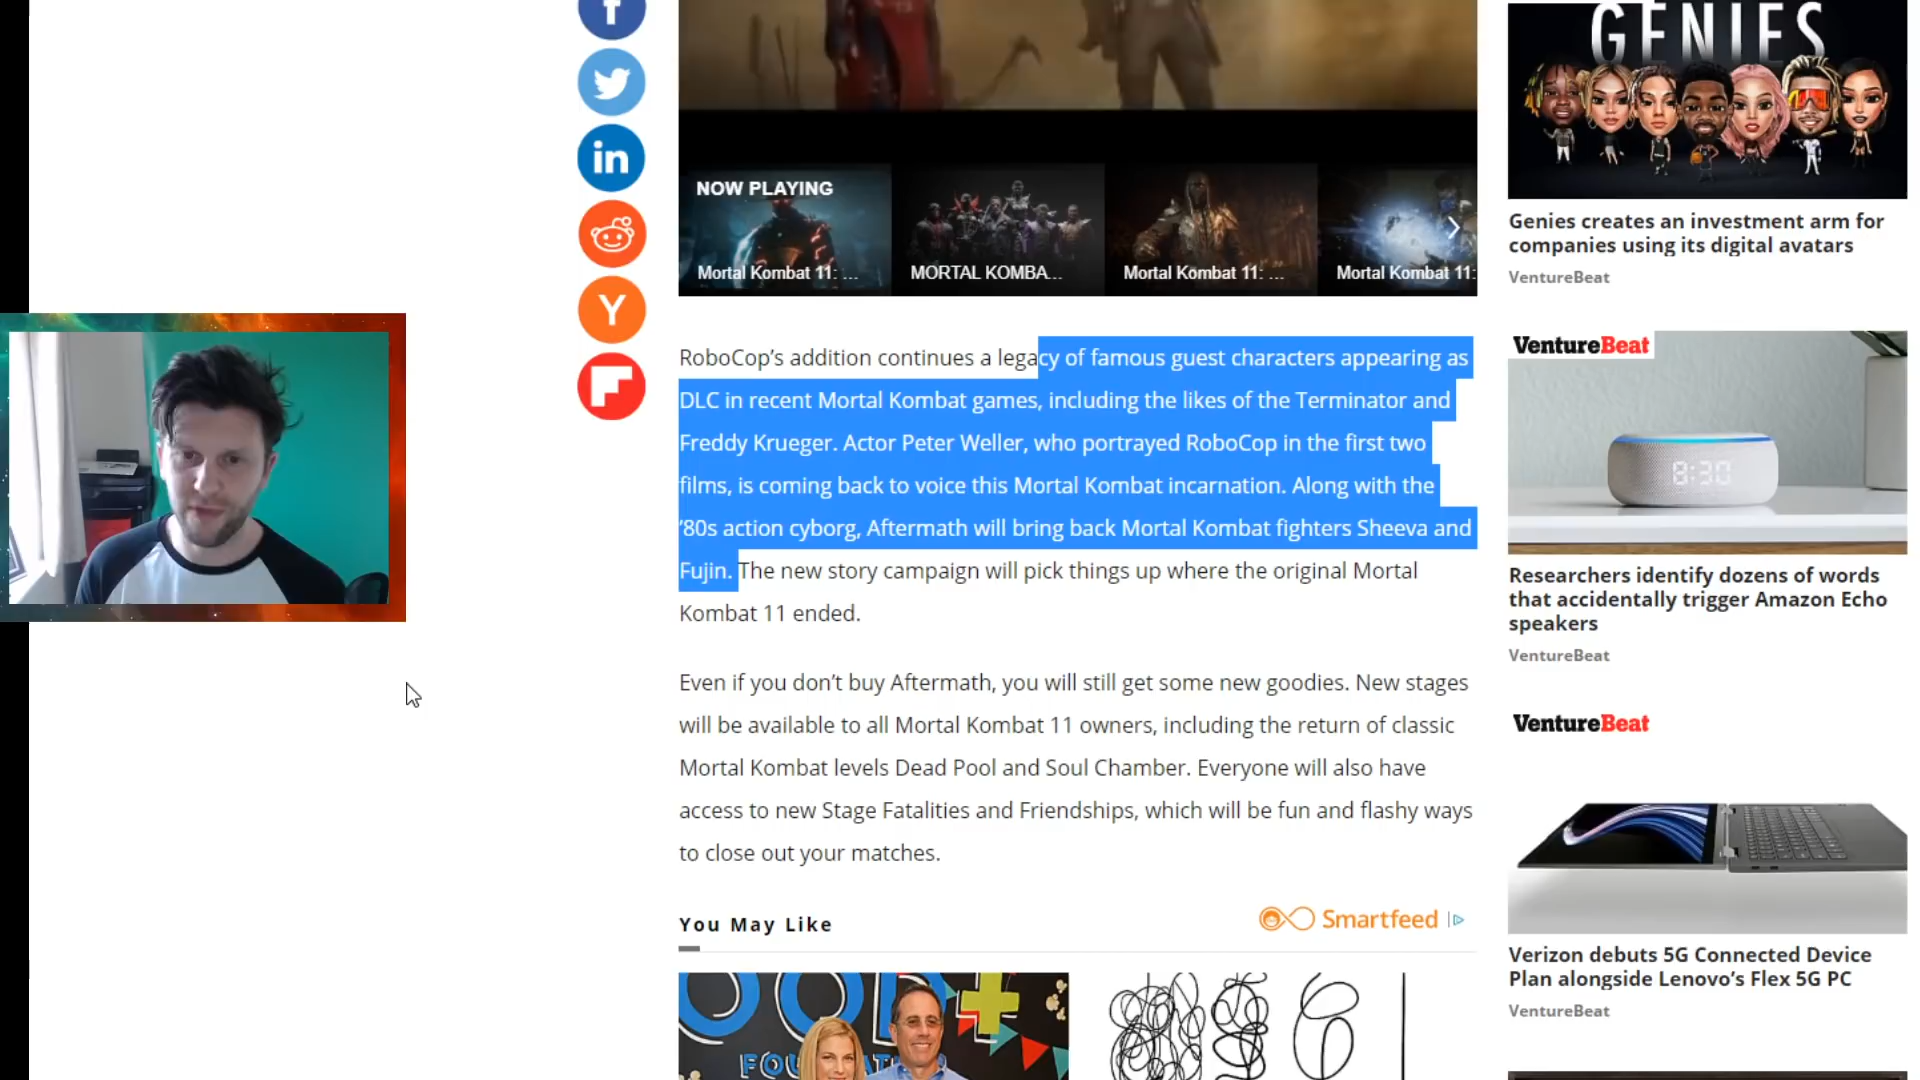 GENIES
NOW PLAYING
Mortal Kombat 11: ...
MORTAL KOMBA...
Mortal Kombat 11: ...
Mortal Kombat 11:
Genies creates an investment arm for
companies using its digital avatars
VentureBeat
RoboCop’s addition continues a legacy of famous guest characters appearing as
DLC in recent Mortal Kombat games, including the likes of the Terminator and
Freddy Krueger. Actor Peter Weller, who portrayed RoboCop in the first two
films, is coming back to voice this Mortal Kombat incarnation. Along with the
’80s action cyborg, Aftermath will bring back Mortal Kombat fighters Sheeva and
Fujin. The new story campaign will pick things up where the original Mortal
Kombat 11 ended.
Even if you don’t buy Aftermath, you will still get some new goodies. New stages
will be available to all Mortal Kombat 11 owners, including the return of classic
Mortal Kombat levels Dead Pool and Soul Chamber. Everyone will also have
access to new Stage Fatalities and Friendships, which will be fun and flashy ways
to close out your matches.
You May Like
Smartfeed
VentureBeat
8:30
Researchers identify dozens of words
that accidentally trigger Amazon Echo
speakers
VentureBeat
VentureBeat
Verizon debuts 5G Connected Device
Plan alongside Lenovo’s Flex 5G PC
VentureBeat
in
Y